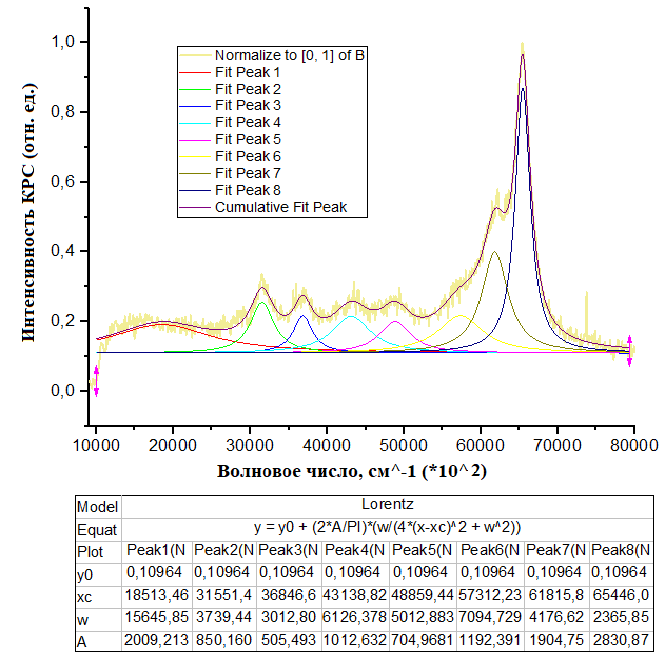 1,0
0,8
0,6
0,4
0,2
0,0
Интенсивность КРС (отн. ед.)
Normalize to [0, 1] of B
Fit Peak 1
Fit Peak 2
Fit Peak 3
Fit Peak 4
Fit Peak 5
Fit Peak 6
Fit Peak 7
Fit Peak 8
Cumulative Fit Peak
10000 20000 30000 40000 50000 60000 70000 80000
Волновое число, см^-1 (*10^2)
Model Lorentz
Equat y = y0 + (2*A/PI)*(w/(4*(x-xc)^2 + w^2))
Plot Peak1(N Peak2(N Peak3(N Peak4(N Peak5(N Peak6(N Peak7(N Peak8(N
y0 0,10964 0,10964 0,10964 0,10964 0,10964 0,10964 0,10964 0,10964
xc 18513,46 31551,4 36846,6 43138,82 48859,44 57312,23 61815,8 65446,0
w 15645,85 3739,44 3012,80 6126,378 5012,883 7094,729 4176,62 2365,85
A 2009,213 850,160 505,493 1012,632 704,9681 1192,391 1904,75 2830,87